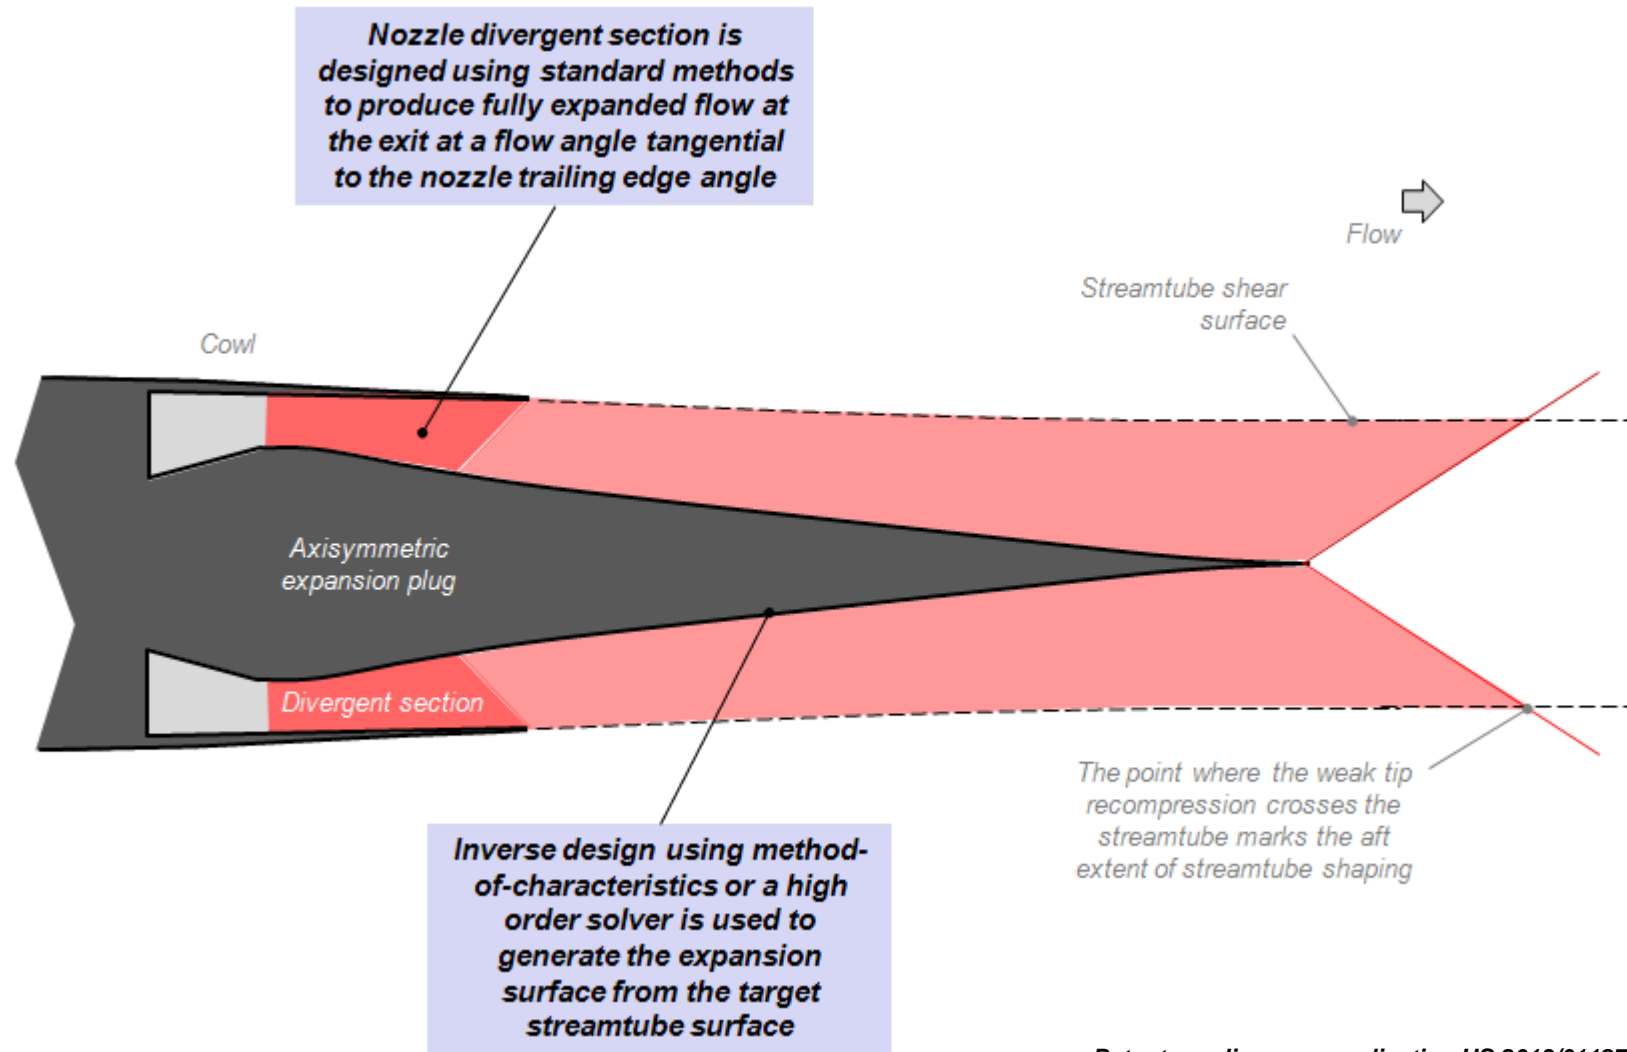 Nozzle divergent section is
designed using standard methods
to produce fully expanded flow at
the exit at a flow angle tangential
to the nozzle trailing edge angle
Flow
Streamtube shear
surface
Cowl
Axisymmetric
expansion plug
Divergent section
The point where the weak tip
recompression crosses the
streamtube marks the aft
extent of streamtube shaping
Inverse design using method-
of-characteristics or a high
order solver is used to
generate the expansion
surface from the target
streamtube surface